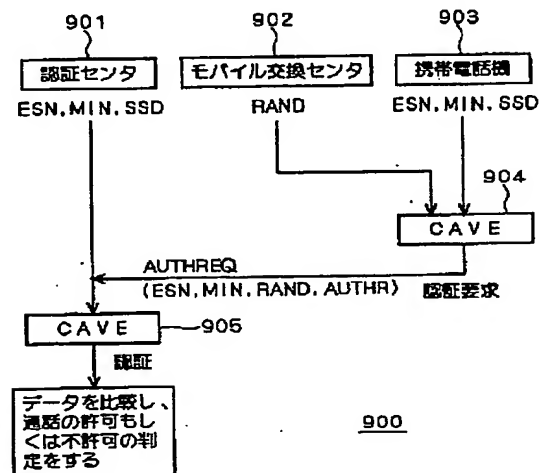 901
902
903
認証センタ
モバイル交換センタ
携帯電話機
ESN,MIN,SSD
RAND
ESN,MIN,SSD
904
CAVE
AUTHREQ
(ESN,MIN,RAND,AUTHR)
認証要求
CAVE
905
認証
データを比較し、
通話の許可もし
くは不許可の判
定をする
900